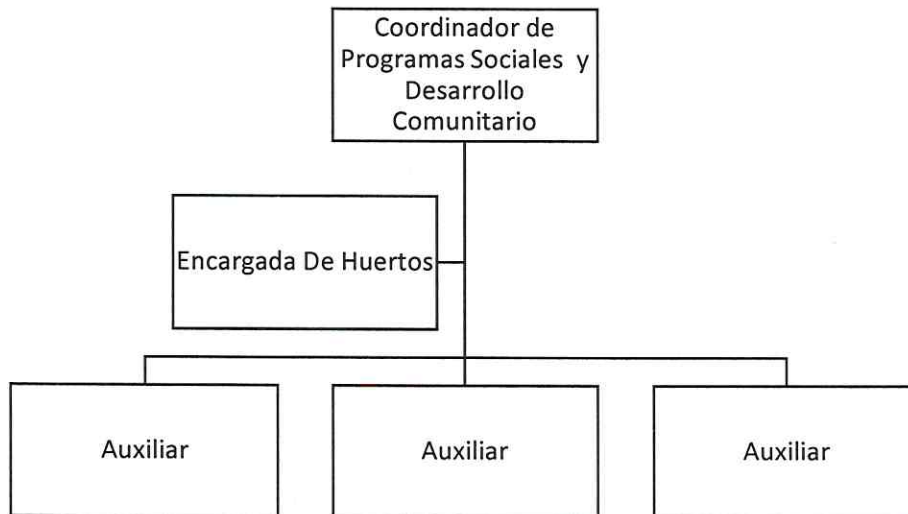 Coordinador de
Programas Sociales y
Desarrollo
Comunitario
Encargada De Huertos
Auxiliar
Auxiliar
Auxiliar